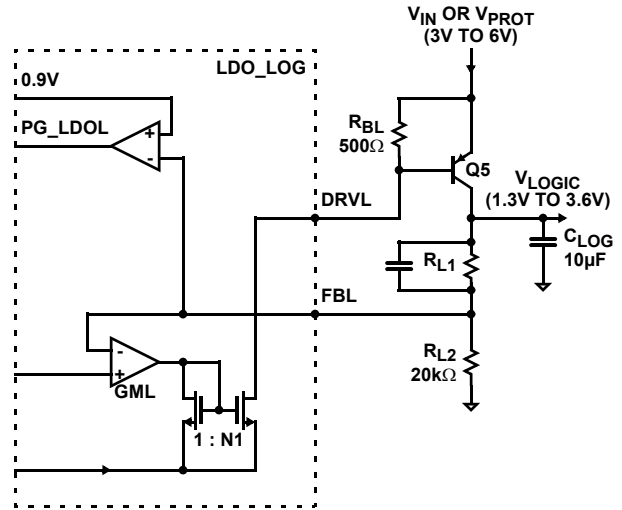 V_IN OR V_PROT
(3V TO 6V)
LDO_LOG
0.9V
PG_LDOL
+
-
R_BL
500Ω
Q5
V_LOGIC
(1.3V TO 3.6V)
DRVL
C_LOG
10µF
R_L1
FBL
-
+
GML
R_L2
20kΩ
1 : N1